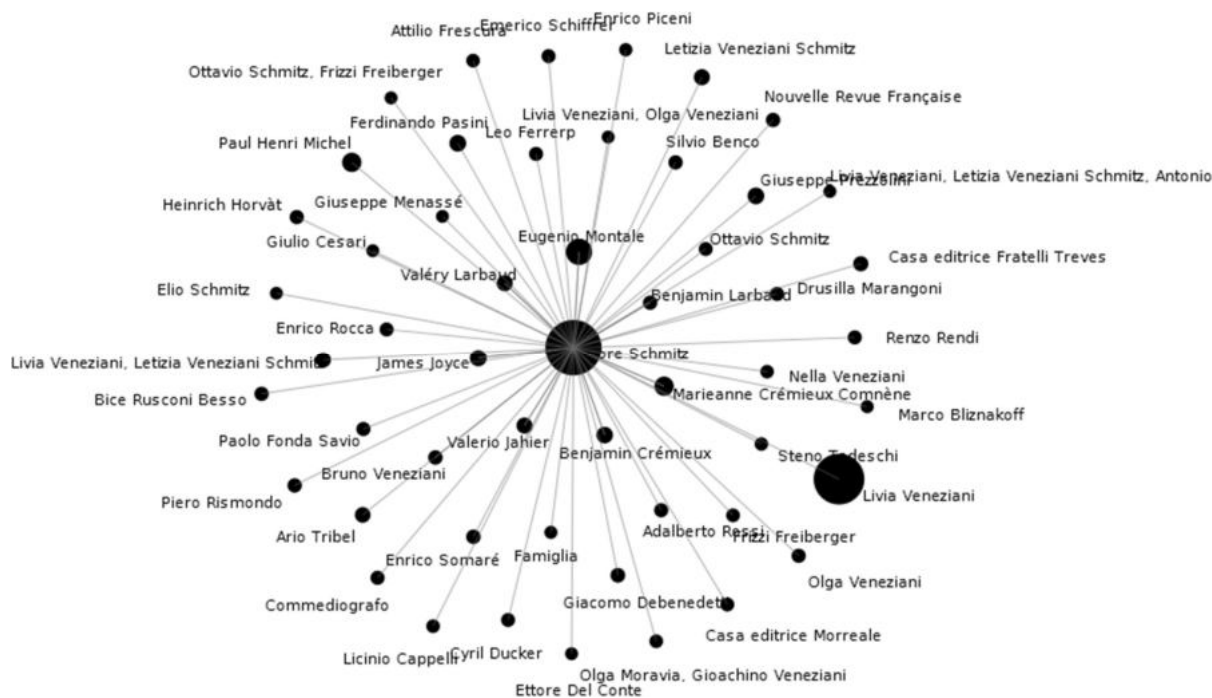 Enrico Piceni
Emerico Schiffrer
Attilio Frescura
Letizia Veneziani Schmitz
Ottavio Schmitz, Frizzi Freiberger
Nouvelle Revue Française
Livia Veneziani, Olga Veneziani
Ferdinando Pasini
Leo Ferrerp
Paul Henri Michel
Silvio Benco
Giuseppe Prezzolini
Livia Veneziani, Letizia Veneziani Schmitz, Antonio
Heinrich Horvàt
Giuseppe Menassé
Eugenio Montale
Ottavio Schmitz
Giulio Cesari
Casa editrice Fratelli Treves
Valéry Larbaud
Elio Schmitz
Benjamin Larbaud
Drusilla Marangoni
Enrico Rocca
Renzo Rendi
ore Schmitz
Livia Veneziani, Letizia Veneziani Schmitz
James Joyce
Nella Veneziani
Bice Rusconi Besso
Marieanne Crémieux Comnène
Marco Bliznakoff
Paolo Fonda Savio
Valerio Jahier
Benjamin Crémieux
Steno Tedeschi
Bruno Veneziani
Livia Veneziani
Piero Rismondo
Ario Tribel
Adalberto Rossi
Frizzi Freiberger
Enrico Somaré
Famiglia
Olga Veneziani
Commediografo
Giacomo Debenedetti
Casa editrice Morreale
Licinio Cappelli
Cyril Ducker
Olga Moravia, Gioachino Veneziani
Ettore Del Conte